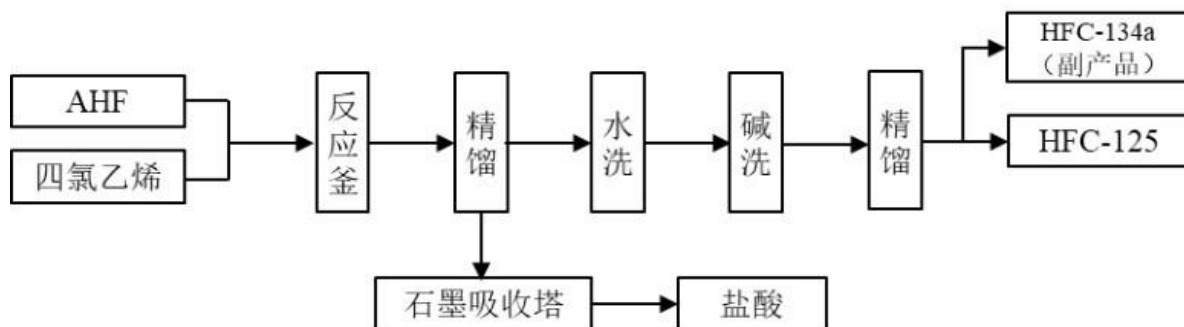 AHF
四氯乙烯
反应釜
精馏
水洗
碱洗
精馏
HFC-134a
（副产品）
HFC-125
石墨吸收塔
盐酸